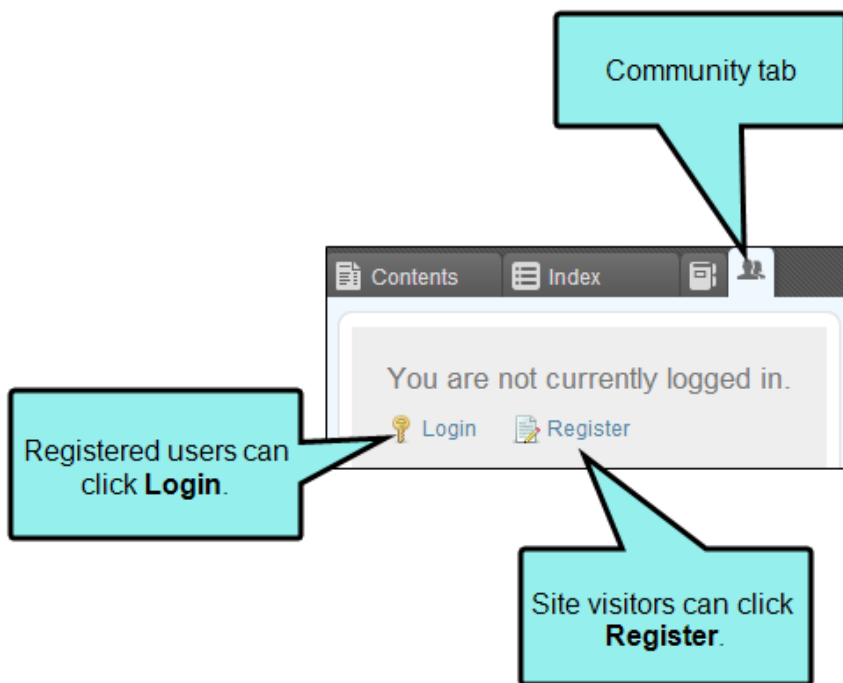 Community tab
Contents
Index
You are not currently logged in.
Login
Register
Registered users can
click Login.
Site visitors can click
Register.